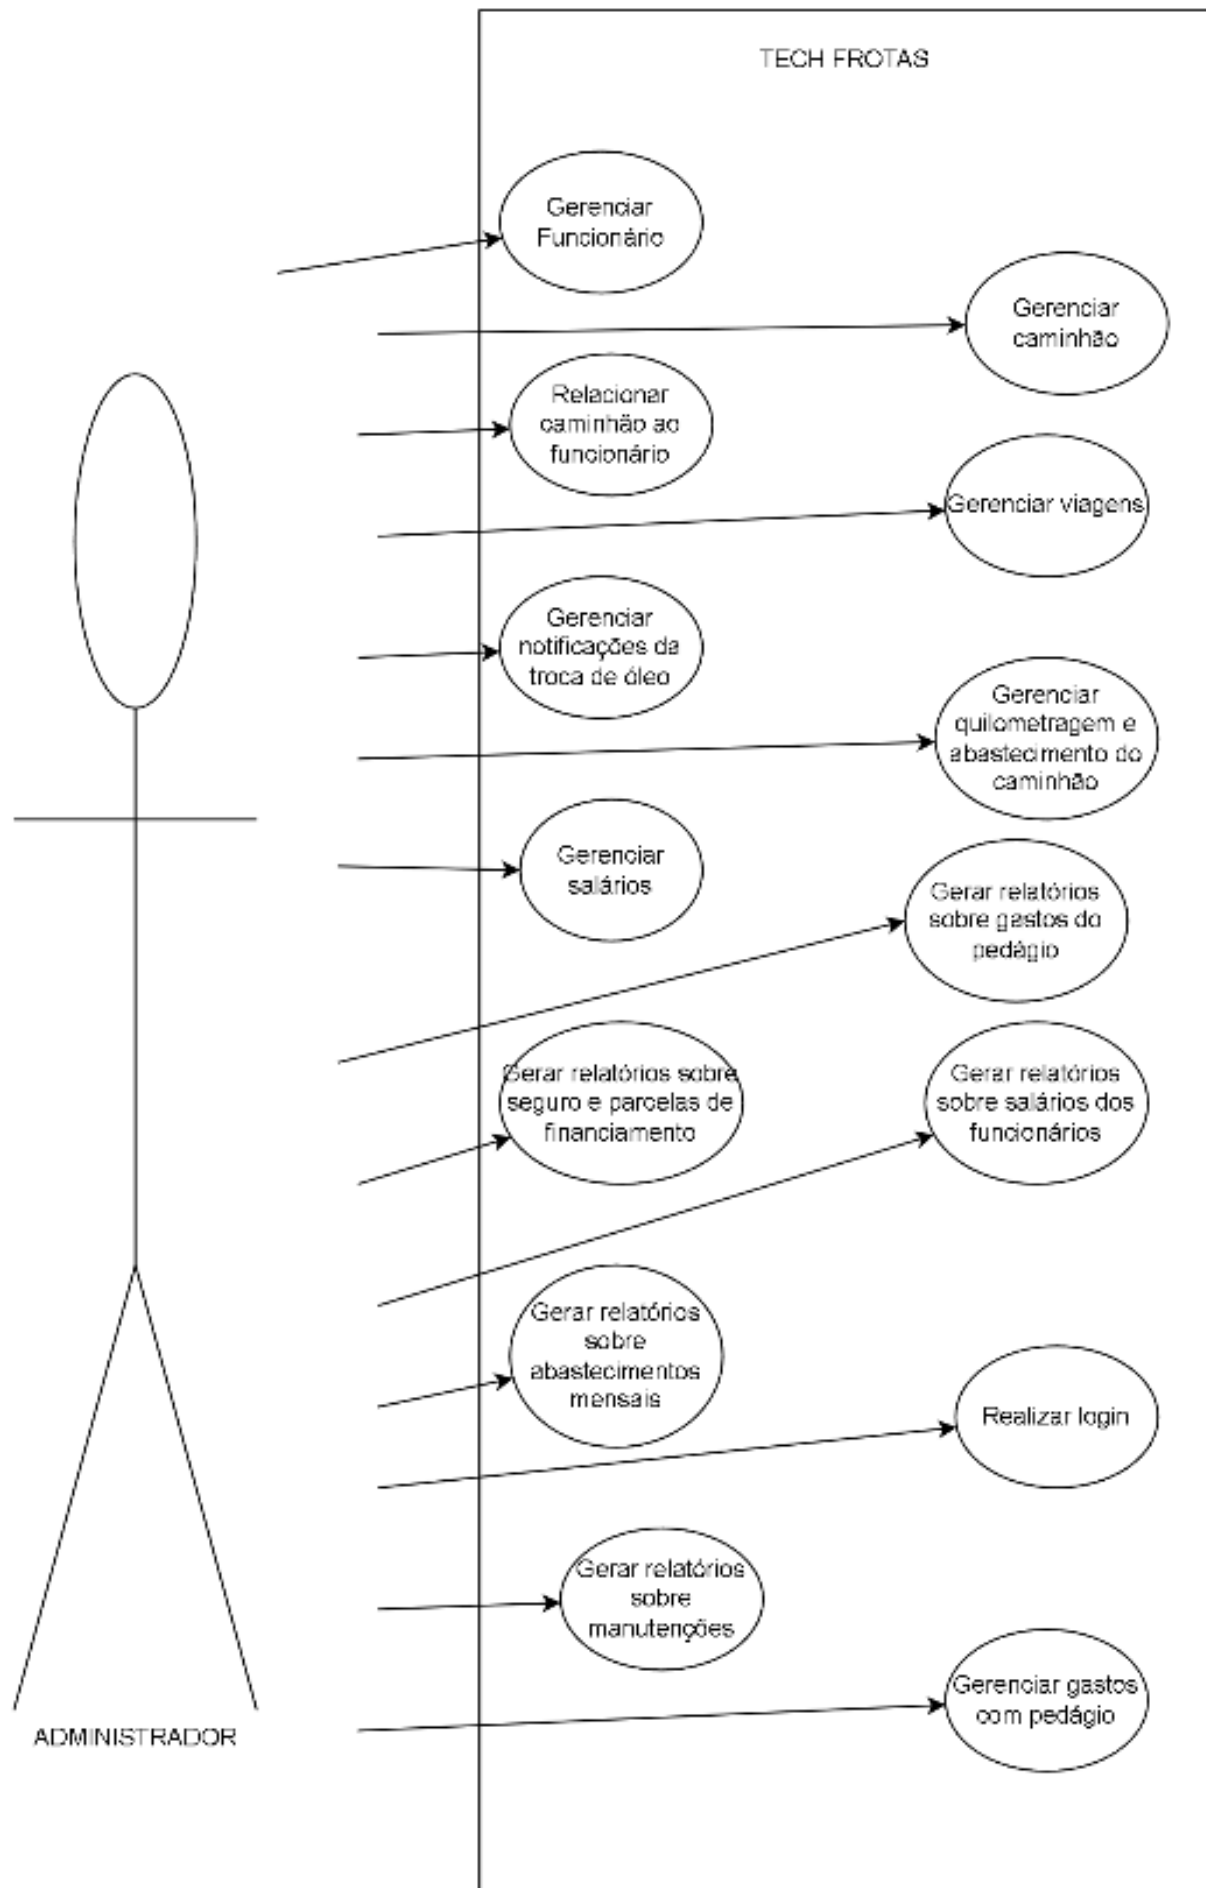 TECH FROTAS
Gerenciar
Funcionário
Gerenciar
caminhão
Relacionar
caminhão ao
funcionário
Gerenciar viagens
Gerenciar
notificações da
troca de óleo
Gerenciar
quilometragem e
abastecimento do
caminhão
Gerenciar
salários
Gerar relatórios
sobre gastos do
pedágio
Gerar relatórios sobre
seguro e parcelas de
financiamento
Gerar relatórios
sobre salários dos
funcionários
Gerar relatórios
sobre
abastecimentos
mensais
Realizar login
Gerar relatórios
sobre
manutenções
Gerenciar gastos
com pedágio
ADMINISTRADOR